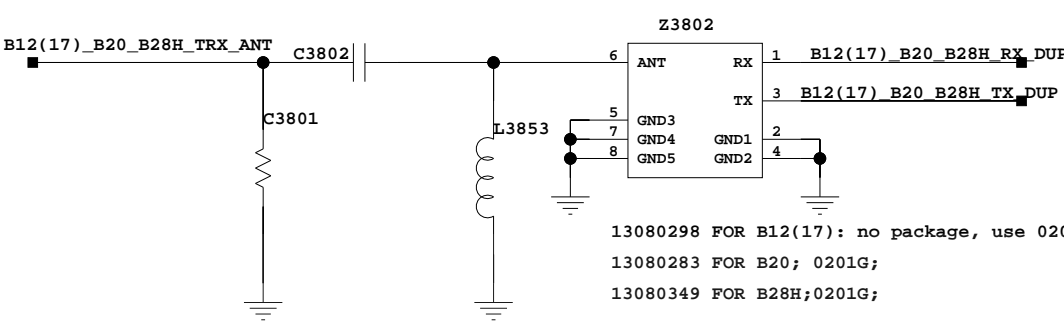 Z3802
B12(17)_B20_B28H_TRX_ANT
C3802
6 ANT RX 1 B12(17)_B20_B28H_RX_DUP
TX 3 B12(17)_B20_B28H_TX_DUP
C3801
L3853
5 GND3
7 GND4 GND1 2
8 GND5 GND2 4
13080298 FOR B12(17): no package, use 020
13080283 FOR B20; 0201G;
13080349 FOR B28H;0201G;